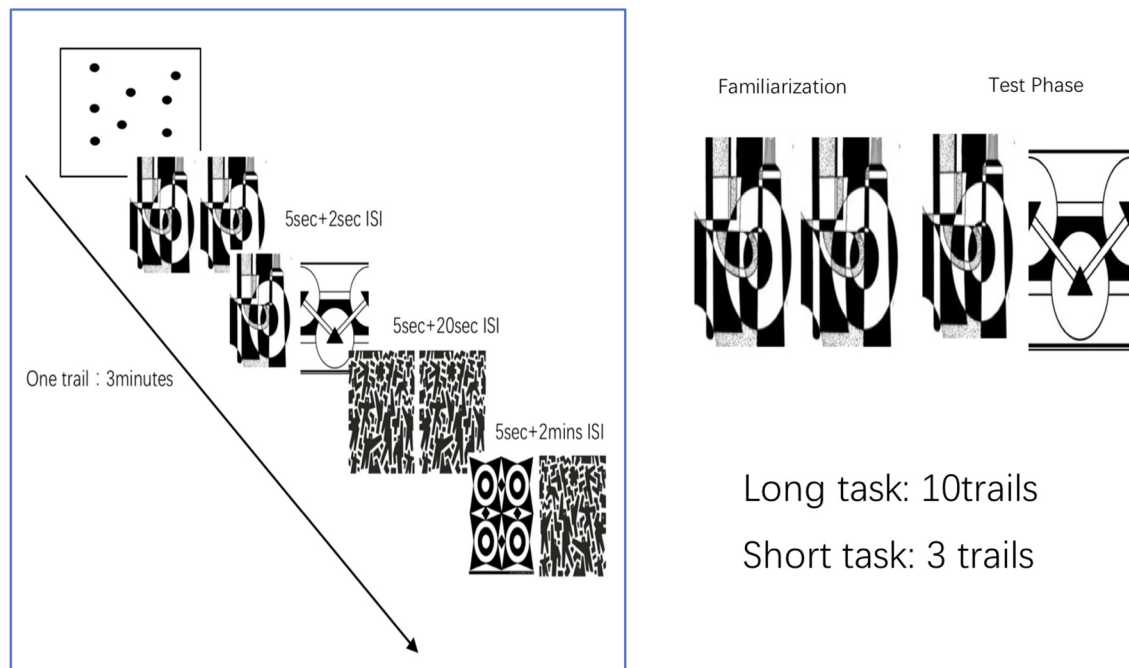 5sec+2sec ISI
5sec+20sec ISI
One trail：3minutes
5sec+2mins ISI
Familiarization
Test Phase
Long task: 10trails
Short task: 3 trails